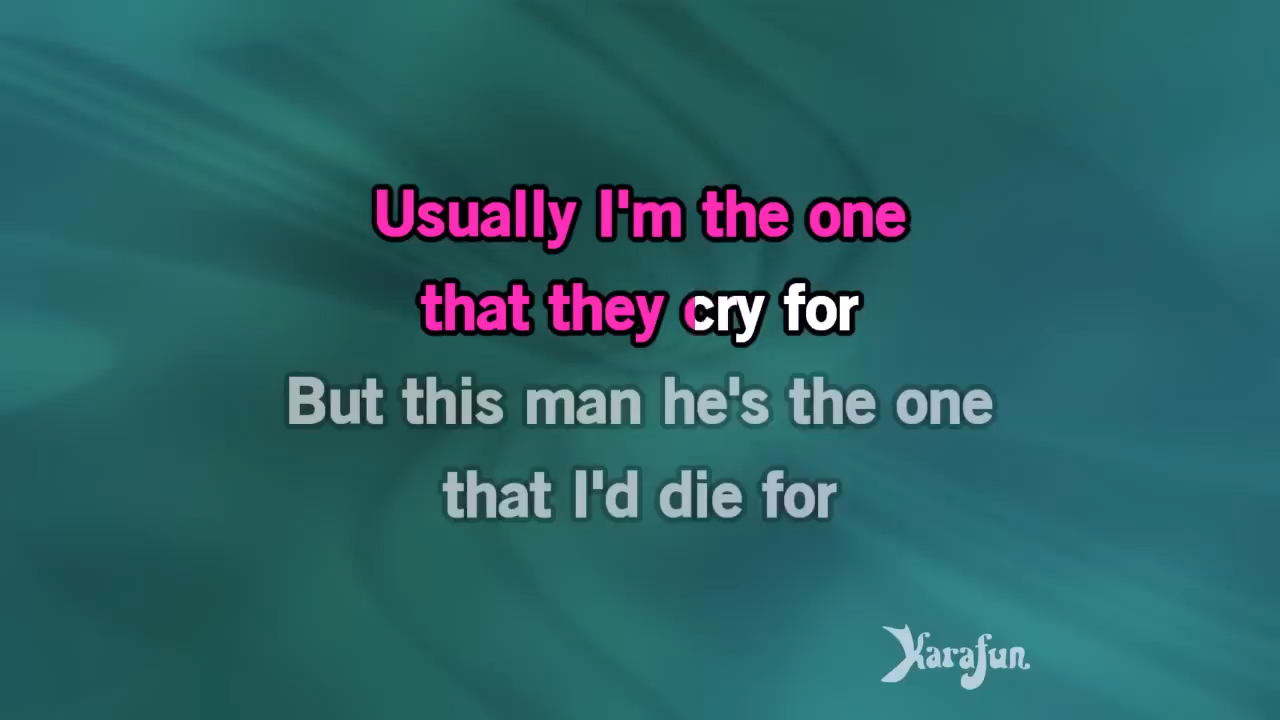 Usually I'm the one
that they cry for
But this man he's the one
that I'd die for
Karafun